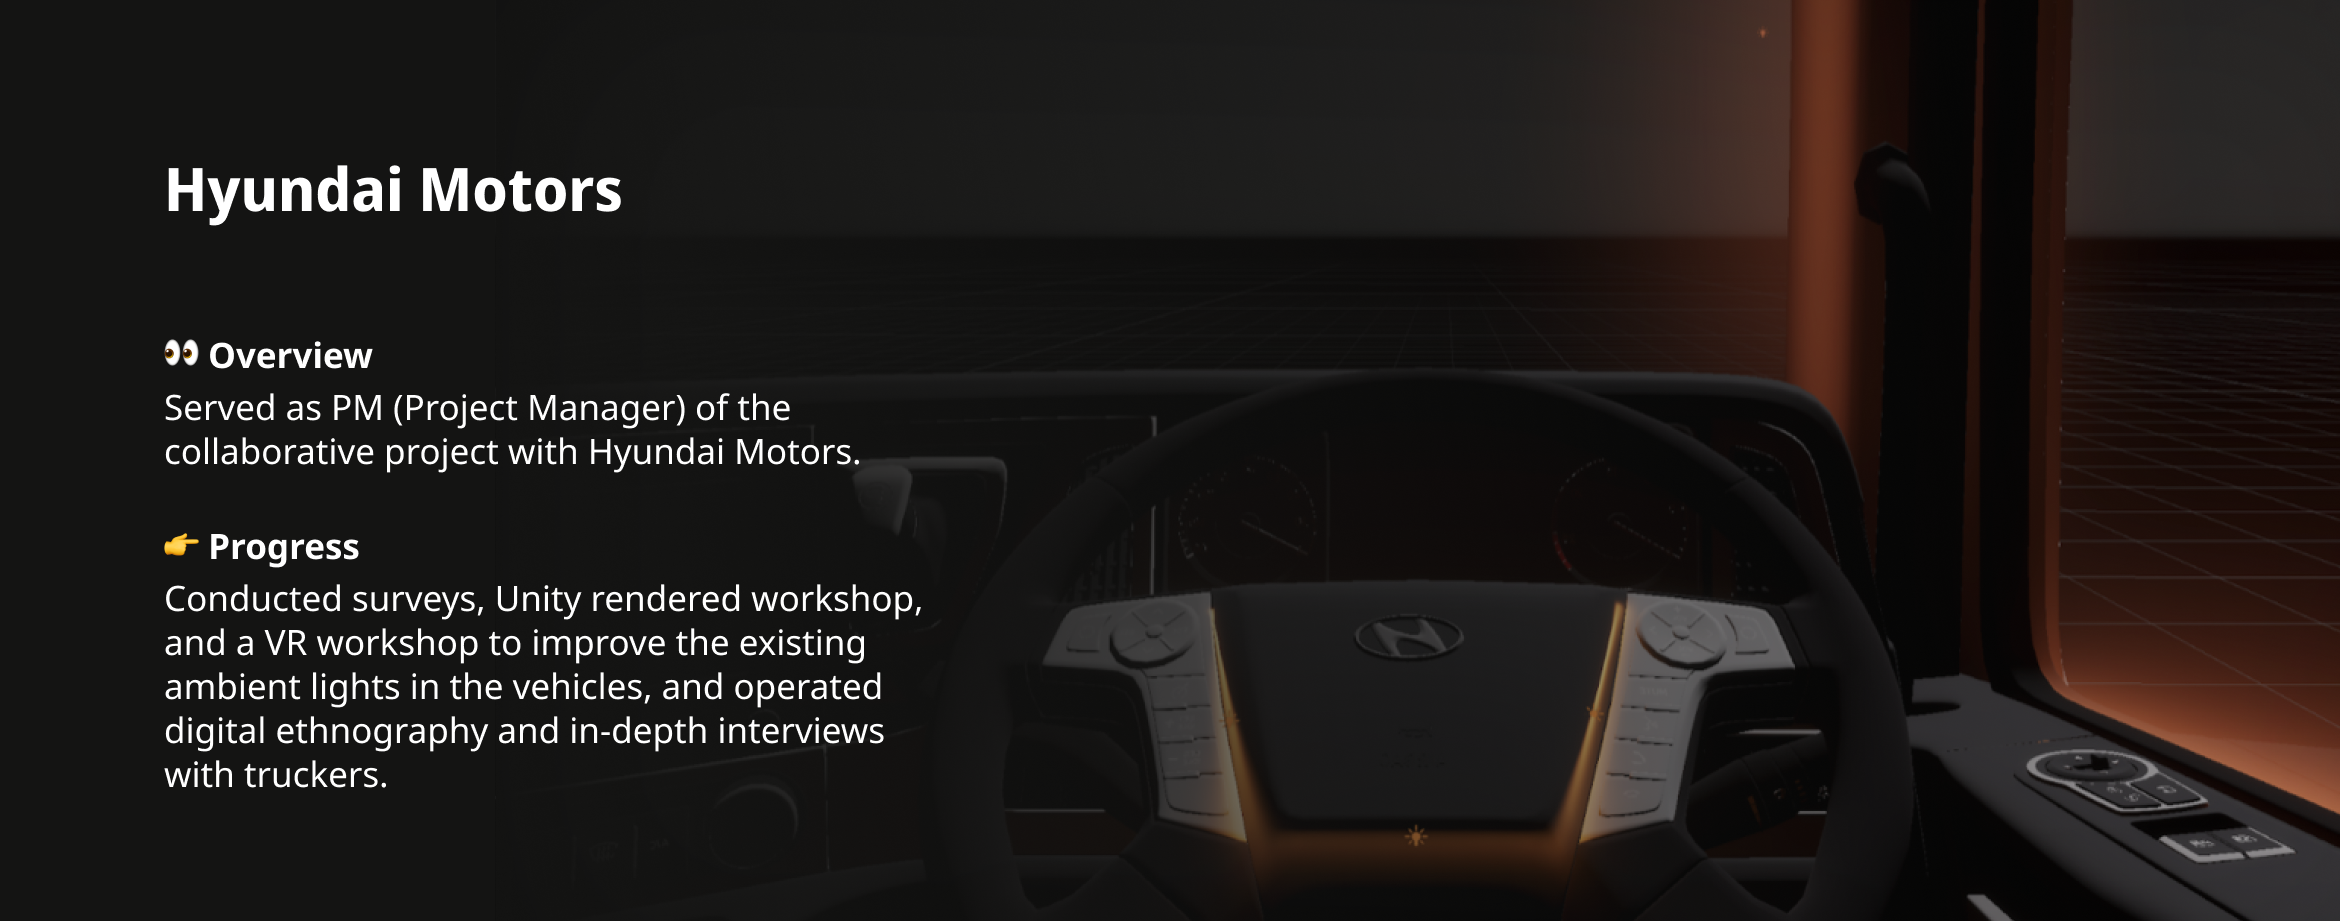 Hyundai Motors
👀 Overview
Served as PM (Project Manager) of the
collaborative project with Hyundai Motors.
👉 Progress
Conducted surveys, Unity rendered workshop,
and a VR workshop to improve the existing
ambient lights in the vehicles, and operated
digital ethnography and in-depth interviews
with truckers.